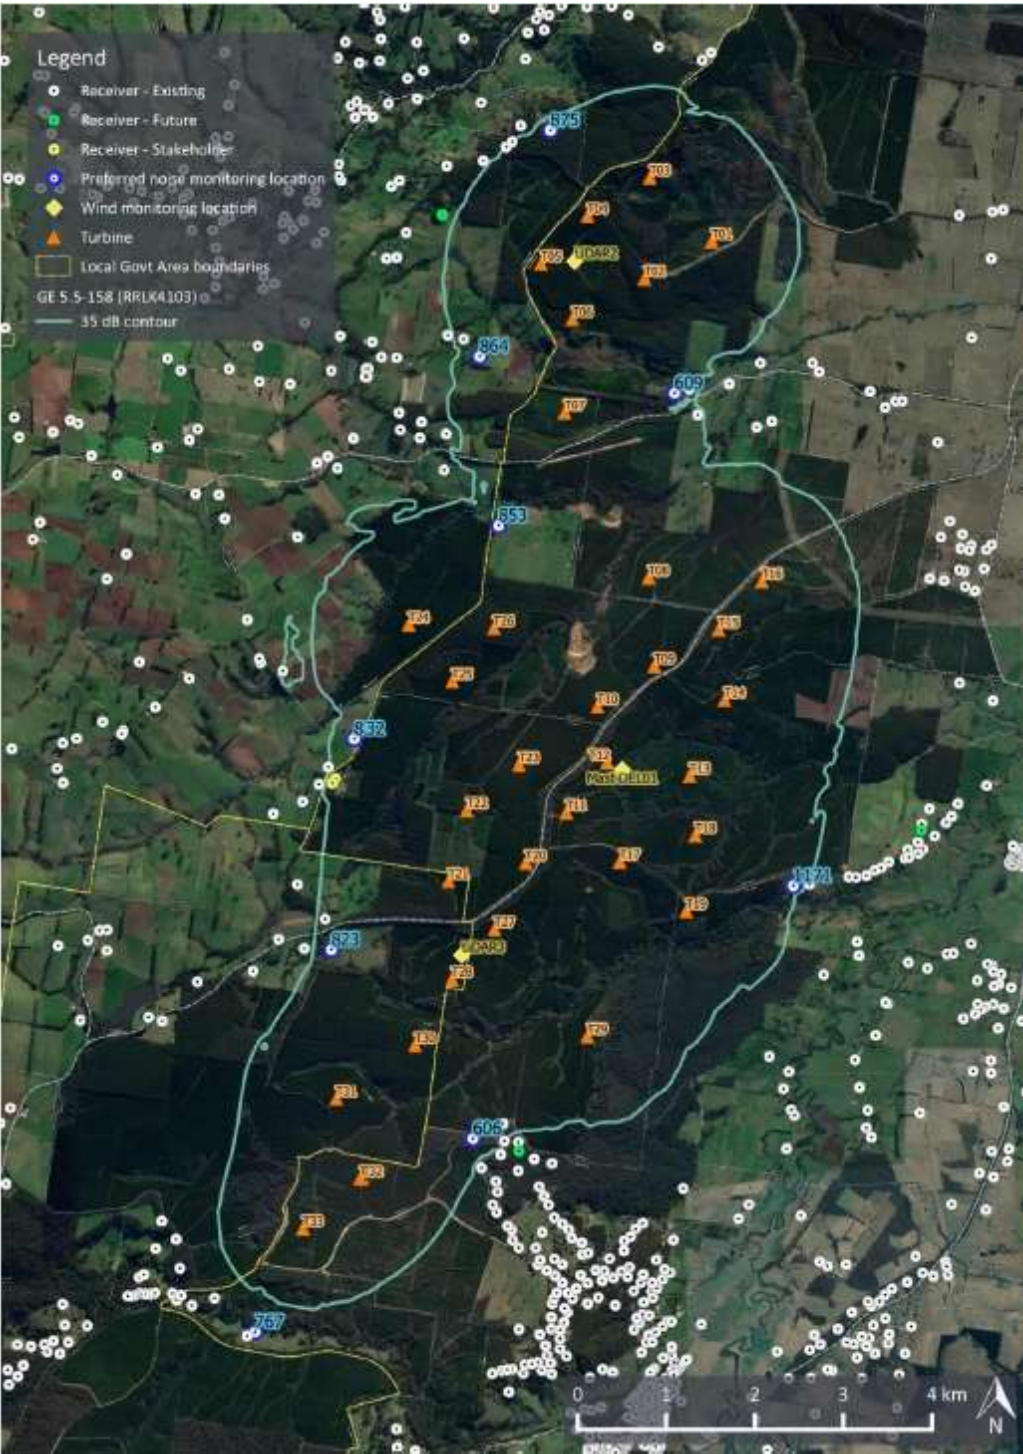 Legend
Receiver - Existing
Receiver - Future
Receiver - Stakeholder
Preferred noise monitoring location
Wind monitoring location
Turbine
Local Govt Area boundaries
GE 5.5-158 (RRLK4103)
35 dB contour
875
T03
T04
T01
T05
LIDAR2
T02
T06
864
609
T07
853
T08
T16
T24
T26
T15
T09
T25
T14
T10
832
T23
T12
T13
Mast DEL01
T22
T11
T18
T20
T17
T21
1171
T19
T27
823
T28
T29
T30
T31
606
T32
T33
767
0 1 2 3 4 km
N